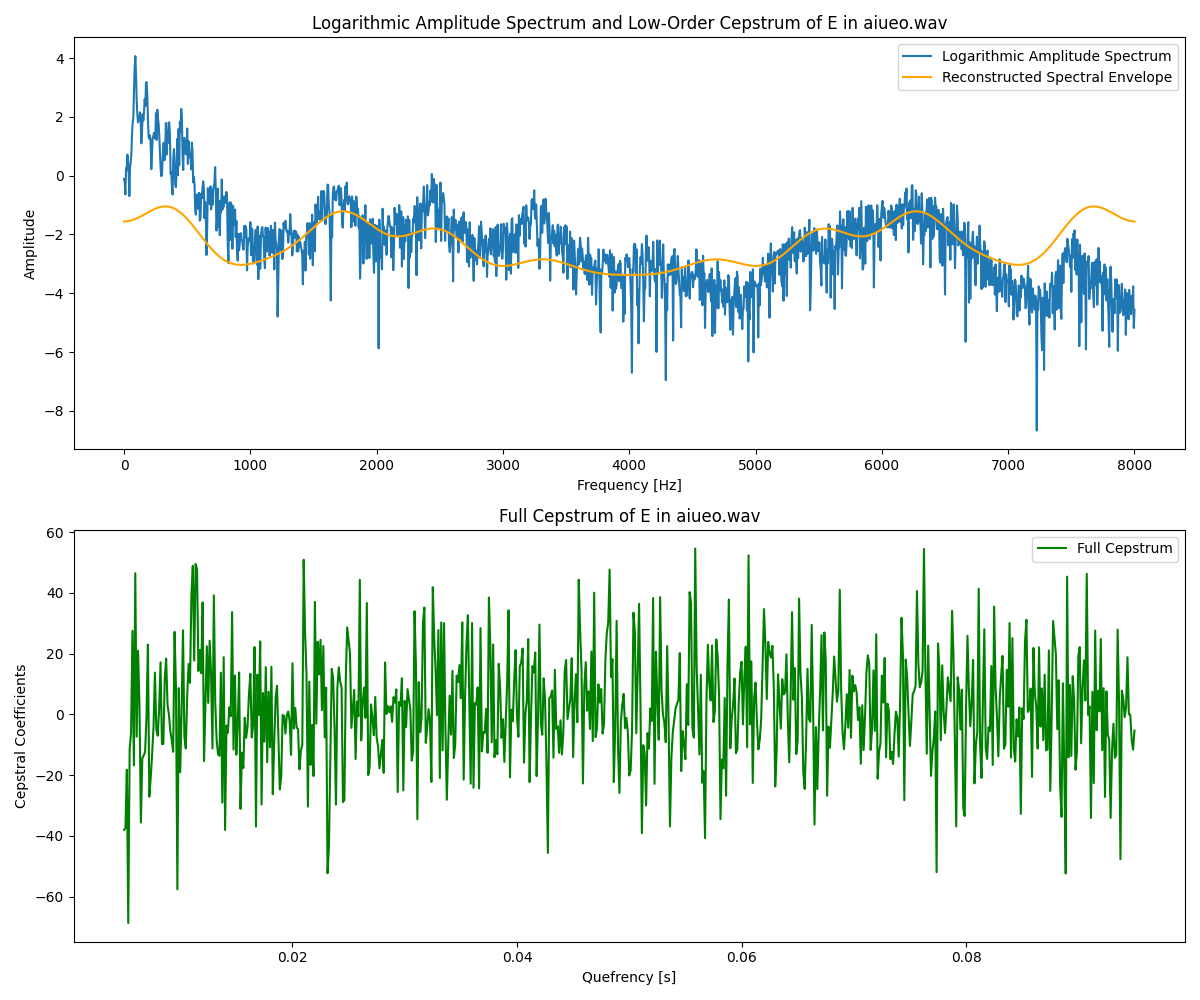 Logarithmic Amplitude Spectrum and Low-Order Cepstrum of E in aiueo.wav
Logarithmic Amplitude Spectrum
Reconstructed Spectral Envelope
4
2
0
−2
−4
−6
−8
Amplitude
0 1000 2000 3000 4000 5000 6000 7000 8000
Frequency [Hz]
Full Cepstrum of E in aiueo.wav
Full Cepstrum
60
40
20
0
−20
−40
−60
Cepstral Coefficients
0.02 0.04 0.06 0.08
Quefrency [s]